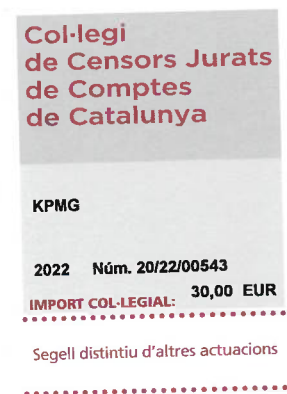 Col·legi
de Censors Jurats
de Comptes
de Catalunya
KPMG
2022 Núm. 20/22/00543
IMPORT COL·LEGIAL: 30,00 EUR
Segell distintiu d'altres actuacions